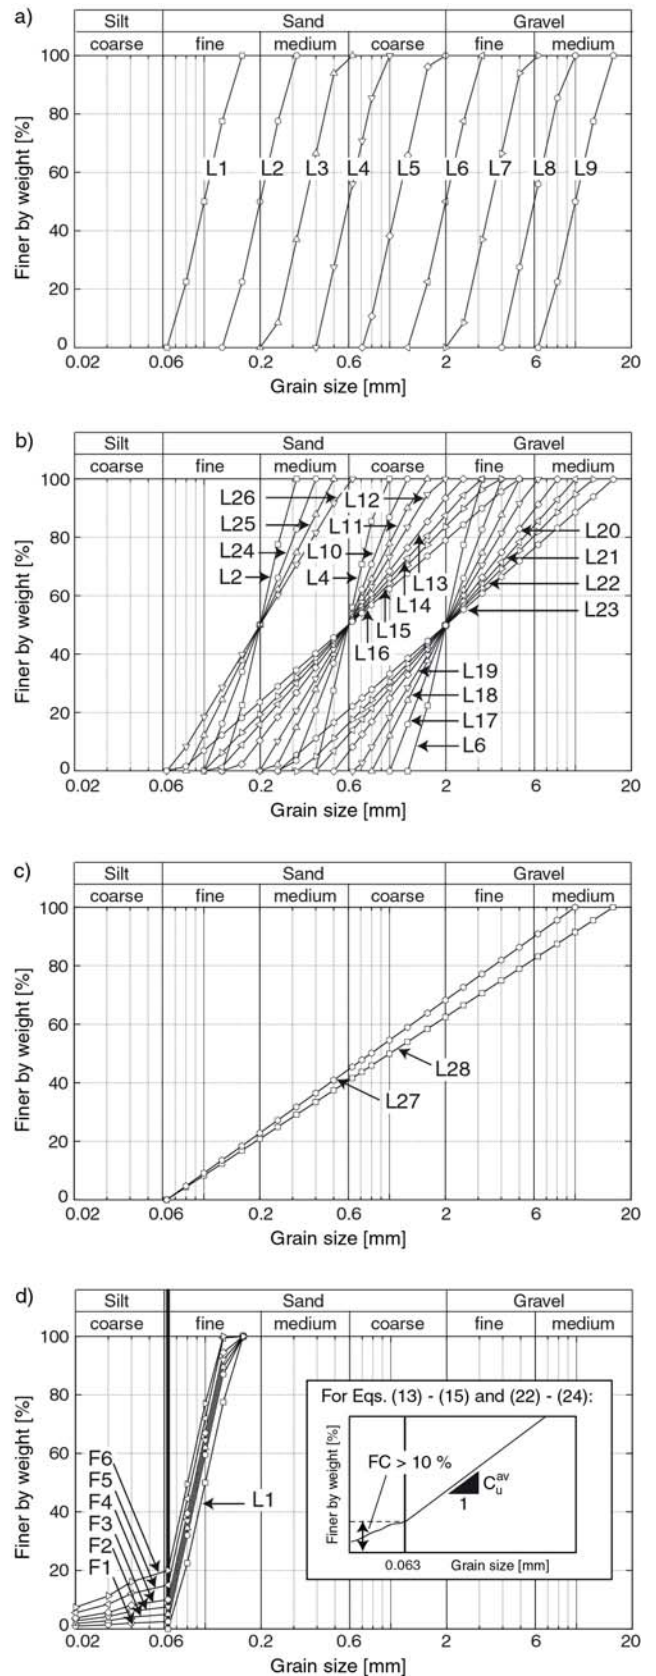 a)
Silt Sand Gravel
coarse fine medium coarse fine medium
Finer by weight [%]
100
80
60
40
20
0
L1 L2 L3 L4 L5 L6 L7 L8 L9
0.02 0.06 0.2 0.6 2 6 20
Grain size [mm]
b)
Silt Sand Gravel
coarse fine medium coarse fine medium
Finer by weight [%]
100
80
60
40
20
0
L26
L25
L24
L2
L12
L11
L10
L4
L13
L14
L15
L16
L20
L21
L22
L23
L19
L18
L17
L6
0.02 0.06 0.2 0.6 2 6 20
Grain size [mm]
c)
Silt Sand Gravel
coarse fine medium coarse fine medium
Finer by weight [%]
100
80
60
40
20
0
L28
L27
0.02 0.06 0.2 0.6 2 6 20
Grain size [mm]
d)
Silt Sand Gravel
coarse fine medium coarse fine medium
Finer by weight [%]
100
80
60
40
20
0
F6
F5
F4
F3
F2
F1
L1
For Eqs. (13) - (15) and (22) - (24):
Finer by weight [%]
FC > 10 %
C_u^av
1
0.063 Grain size [mm]
0.02 0.06 0.2 0.6 2 6 20
Grain size [mm]